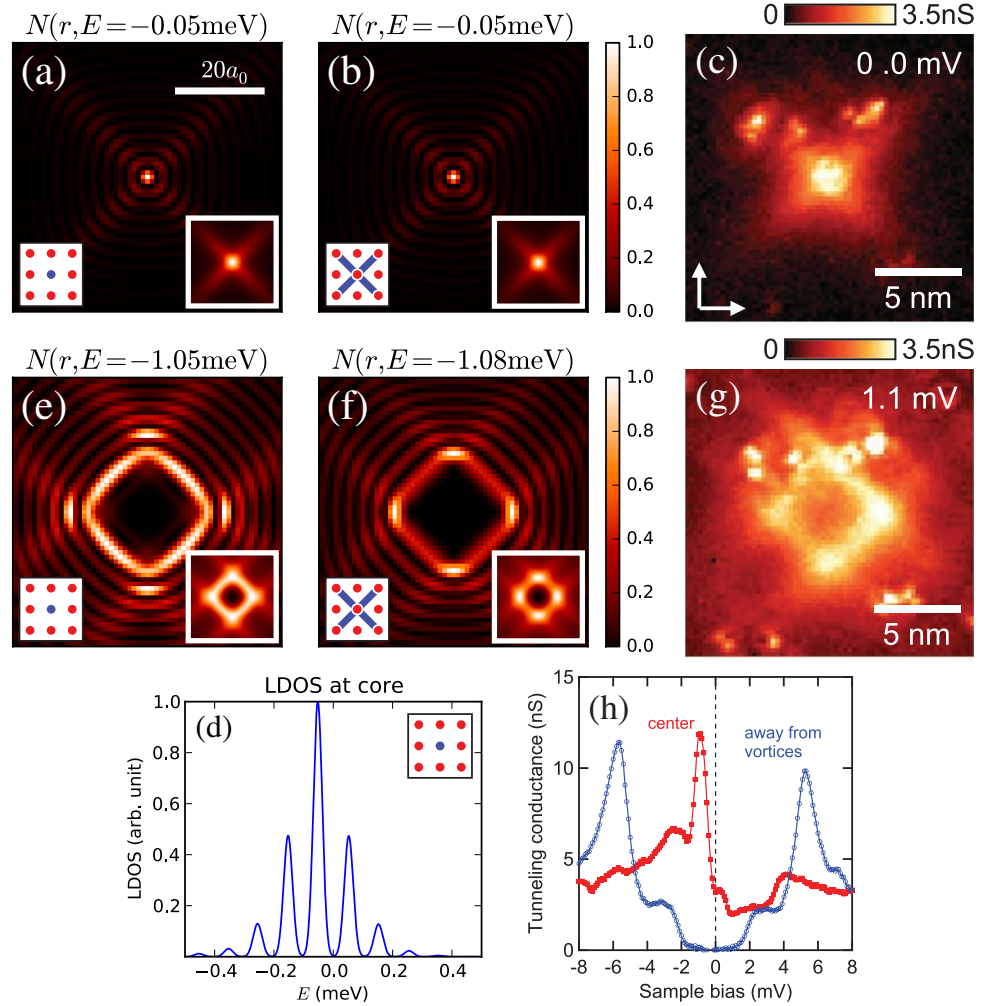 N(r,E=−0.05meV)
N(r,E=−0.05meV)
0 3.5nS
(a)
20a₀
(b)
1.0
0.8
0.6
0.4
0.2
0.0
(c)
0 .0 mV
5 nm
N(r,E=−1.05meV)
N(r,E=−1.08meV)
0 3.5nS
(e)
(f)
1.0
0.8
0.6
0.4
0.2
0.0
(g)
1.1 mV
5 nm
LDOS at core
(d)
LDOS (arb. unit)
1.0
0.8
0.6
0.4
0.2
−0.4 −0.2 0.0 0.2 0.4
E (meV)
(h)
center
away from
vortices
Tunneling conductance (nS)
15
10
5
0
-8 -6 -4 -2 0 2 4 6 8
Sample bias (mV)